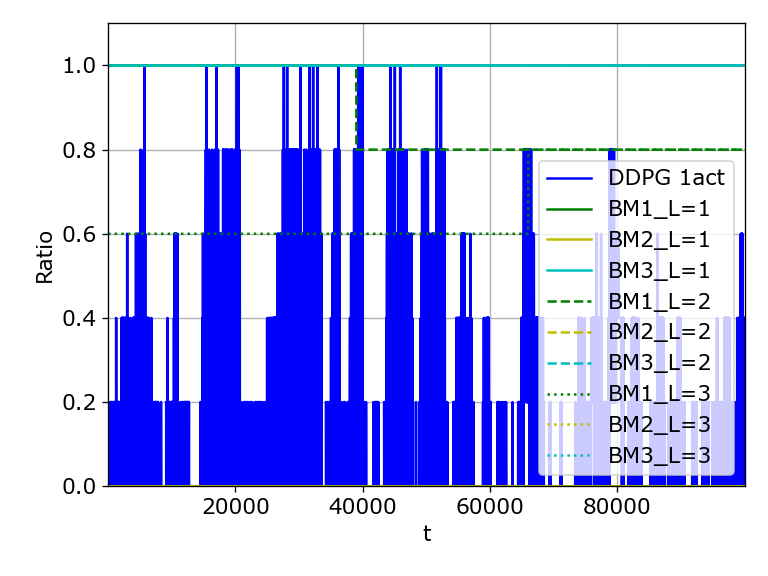 1.0
0.8
0.6
0.4
0.2
0.0
Ratio
DDPG 1act
BM1_L=1
BM2_L=1
BM3_L=1
BM1_L=2
BM2_L=2
BM3_L=2
BM1_L=3
BM2_L=3
BM3_L=3
20000 40000 60000 80000
t